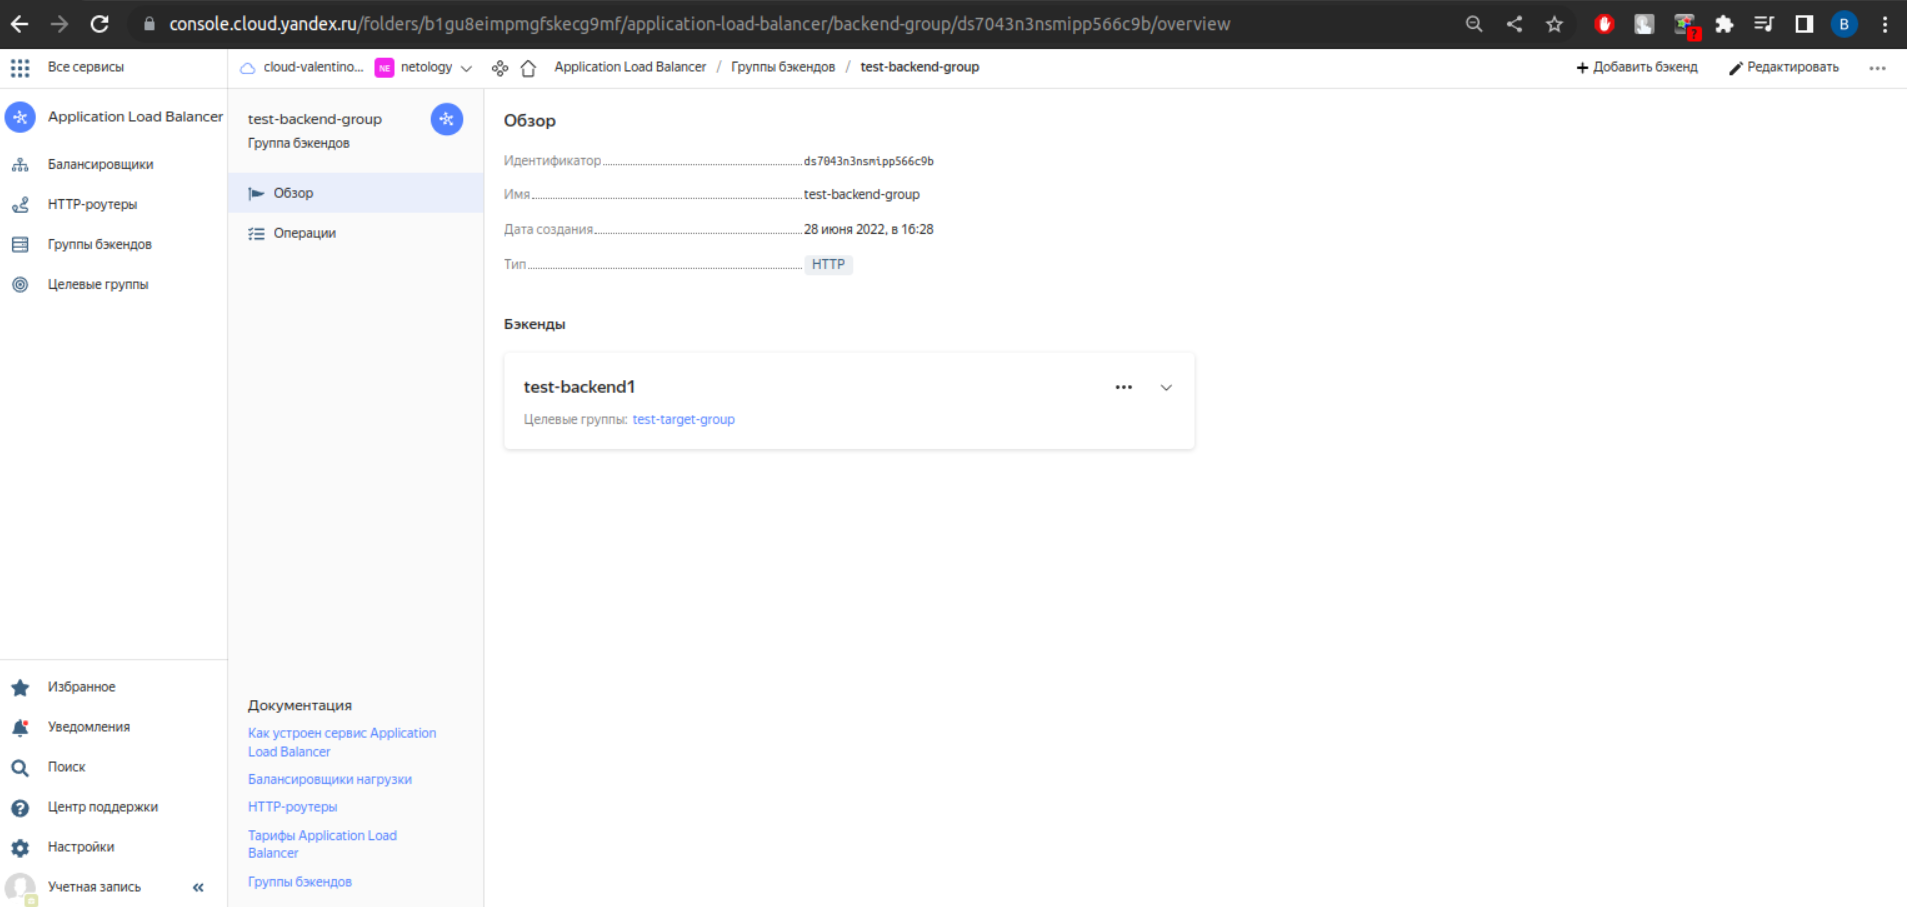 console.cloud.yandex.ru/folders/b1gu8eimpmgfskecg9mf/application-load-balancer/backend-group/ds7043n3nsmipp566c9b/overview
?
B
Все сервисы
cloud-valentino...
NE
netology
Application Load Balancer / Группы бэкендов / test-backend-group
Добавить бэкенд
Редактировать
Application Load Balancer
Балансировщики
HTTP-роутеры
Группы бэкендов
Целевые группы
Избранное
Уведомления
Поиск
Центр поддержки
Настройки
Учетная запись
test-backend-group
Группа бэкендов
Обзор
Операции
Документация
Как устроен сервис Application
Load Balancer
Балансировщики нагрузки
HTTP-роутеры
Тарифы Application Load
Balancer
Группы бэкендов
Обзор
Идентификатор ds7043n3nsmipp566c9b
Имя test-backend-group
Дата создания 28 июня 2022, в 16:28
Тип HTTP
Бэкенды
test-backend1
Целевые группы: test-target-group